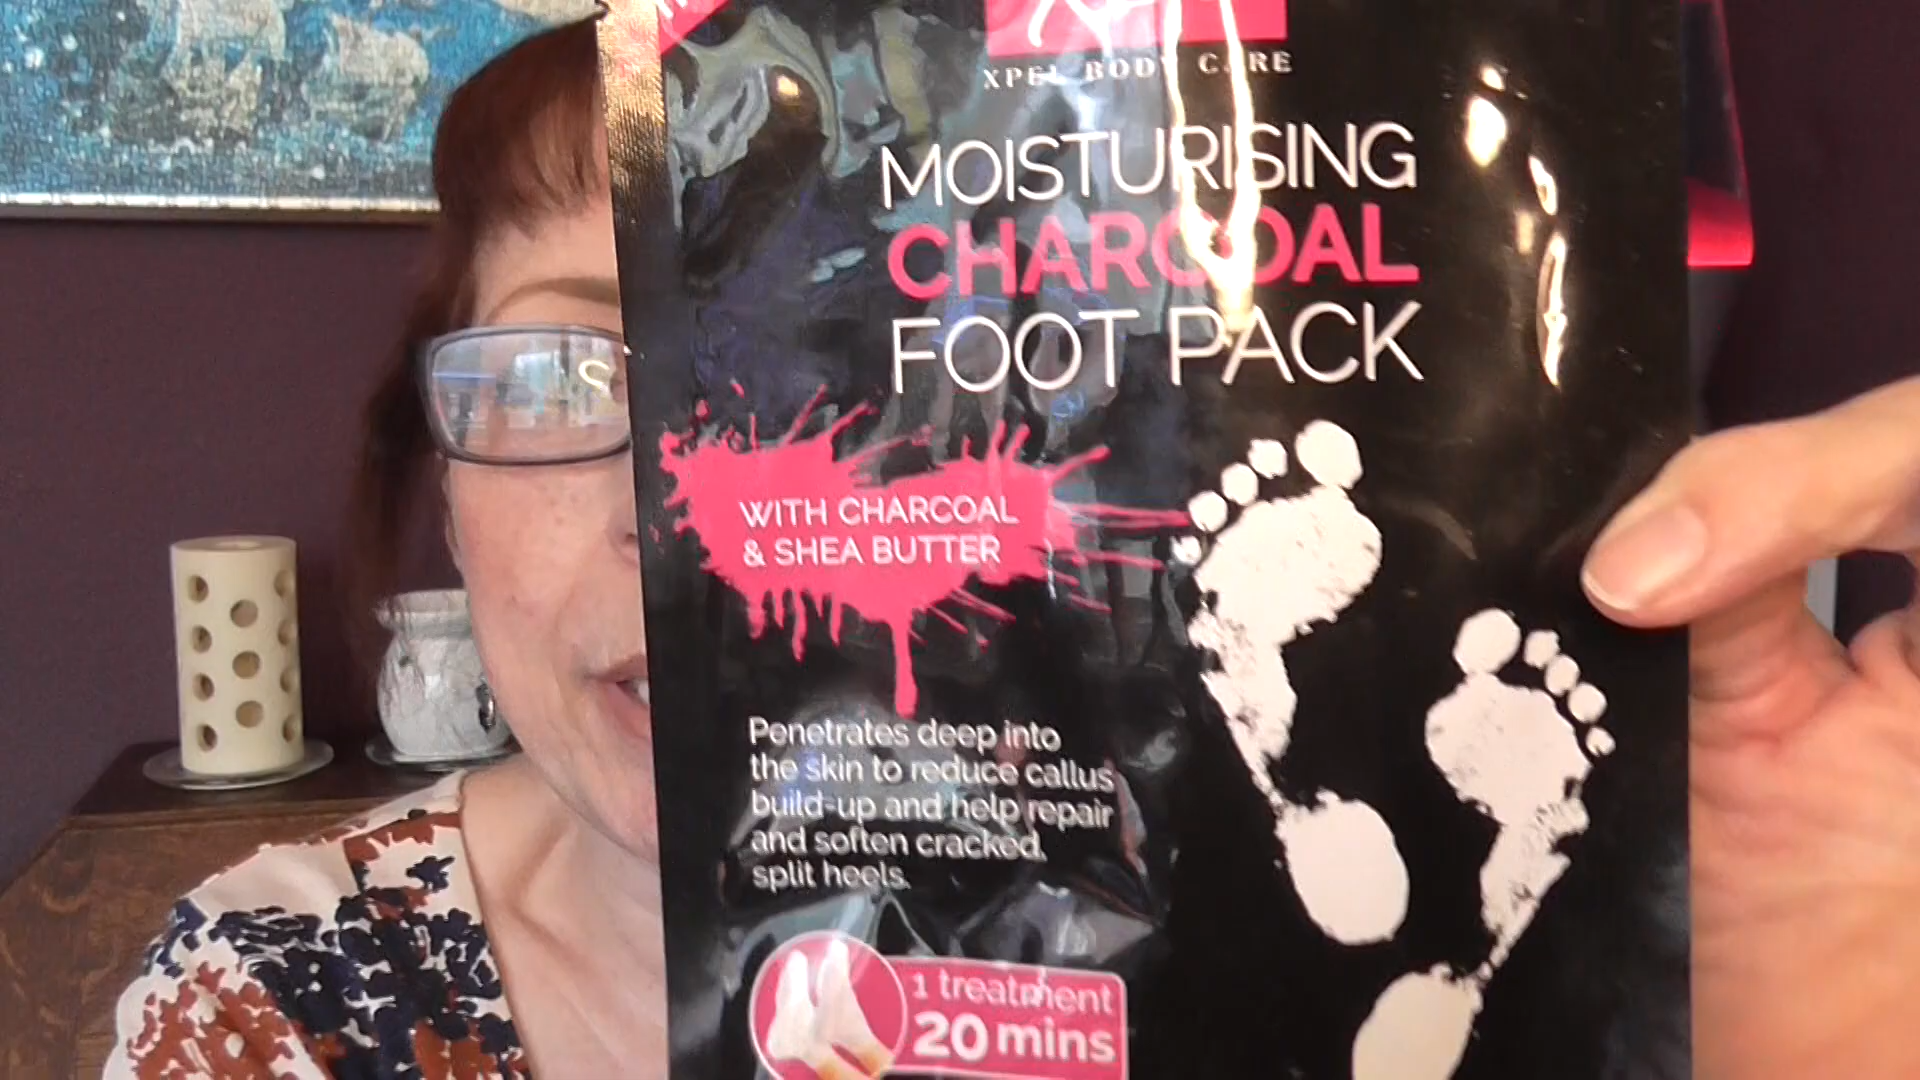 XPEL BODY CARE
MOISTURISING
CHARCOAL
FOOT PACK
WITH CHARCOAL
& SHEA BUTTER
Penetrates deep into
the skin to reduce callus
build-up and help repair
and soften cracked,
split heels.
1 treatment
20 mins